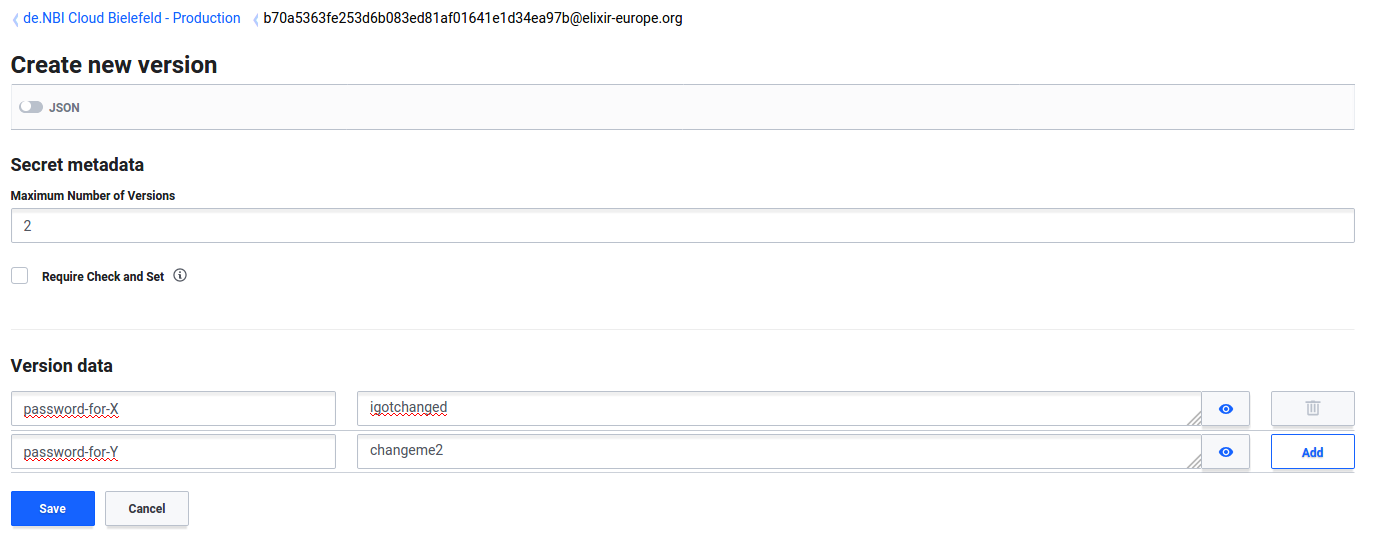 de.NBI Cloud Bielefeld - Production b70a5363fe253d6b083ed81af01641e1d34ea97b@elixir-europe.org
Create new version
JSON
Secret metadata
Maximum Number of Versions
2
Require Check and Set
Version data
password-for-X igotchanged
password-for-Y changeme2 Add
Save Cancel